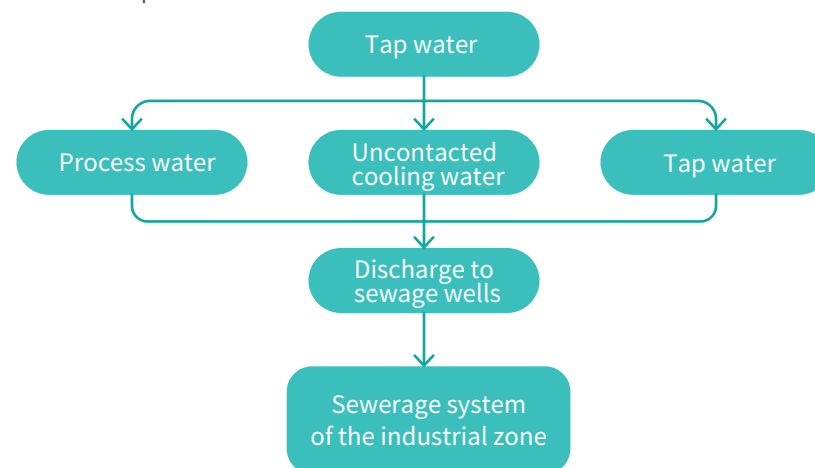 Tap water
Process water
Uncontacted
cooling water
Tap water
Discharge to
sewage wells
Sewerage system
of the industrial zone